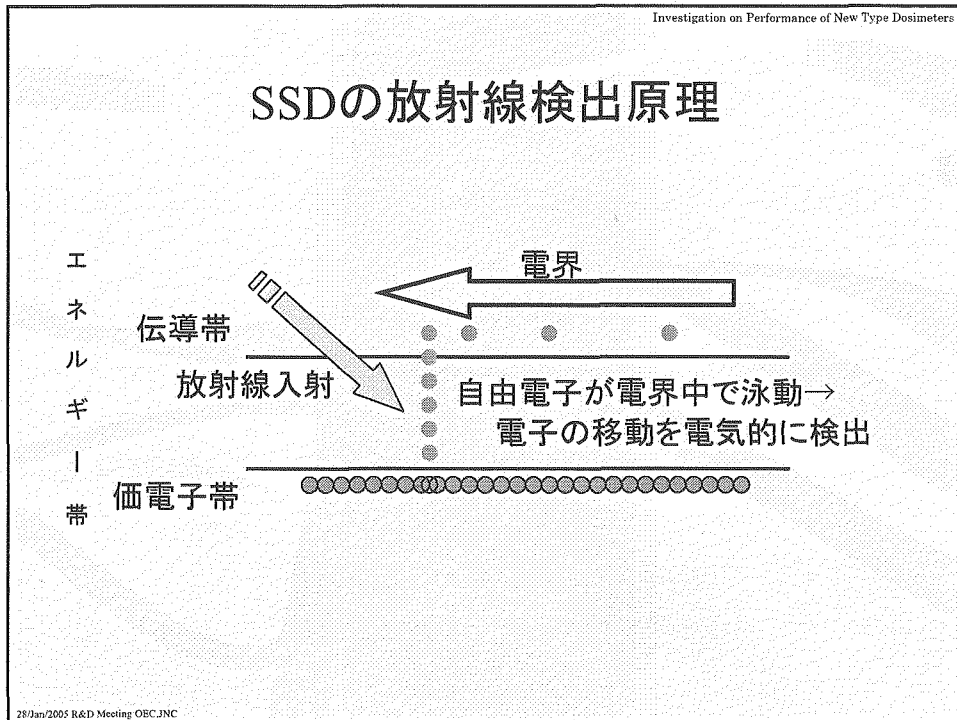 Investigation on Performance of New Type Dosimeters
SSDの放射線検出原理
エネルギー帯
電界
伝導帯
放射線入射
自由電子が電界中で泳動→
電子の移動を電気的に検出
価電子帯
28/Jan/2005 R&D Meeting OEC,JNC